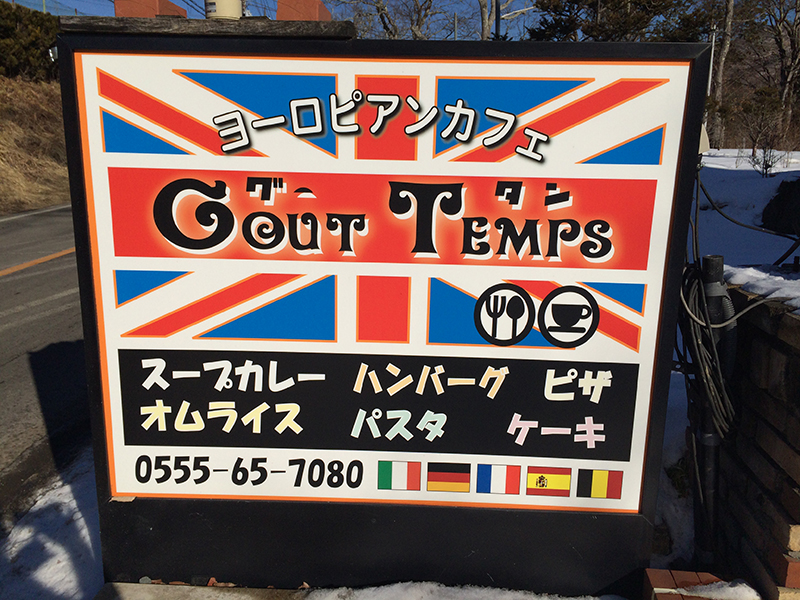 ヨーロピアンカフェ
グー タン
GOUT TEMPS
スープカレー ハンバーグ ピザ
オムライス パスタ ケーキ
0555-65-7080